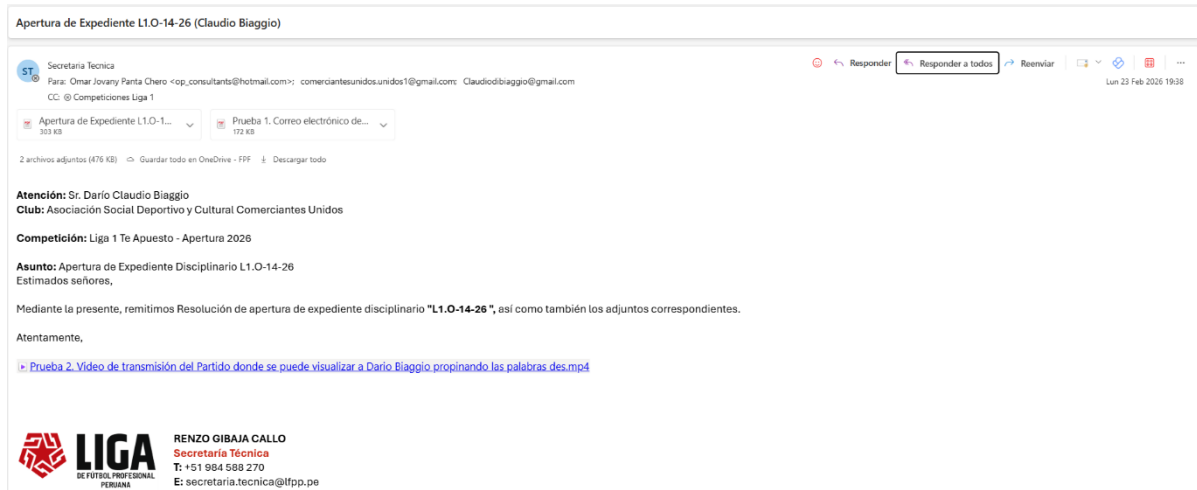 Apertura de Expediente L1.O-14-26 (Claudio Biaggio)
ST
Secretaria Tecnica
Para: Omar Jovany Panta Chero <op_consultants@hotmail.com>; comerciantesunidos.unidos1@gmail.com; Claudiodibiaggio@gmail.com
CC: Competiciones Liga 1
Responder
Responder a todos
Reenviar
Lun 23 Feb 2026 19:38
Apertura de Expediente L1.O-1...
303 KB
Prueba 1. Correo electrónico de...
172 KB
2 archivos adjuntos (476 KB) Guardar todo en OneDrive - FPF Descargar todo
Atención: Sr. Darío Claudio Biaggio
Club: Asociación Social Deportivo y Cultural Comerciantes Unidos
Competición: Liga 1 Te Apuesto - Apertura 2026
Asunto: Apertura de Expediente Disciplinario L1.O-14-26
Estimados señores,
Mediante la presente, remitimos Resolución de apertura de expediente disciplinario "L1.O-14-26 ", así como también los adjuntos correspondientes.
Atentamente,
Prueba 2. Video de transmisión del Partido donde se puede visualizar a Dario Biaggio propinando las palabras des.mp4
LIGA
DE FÚTBOL PROFESIONAL
PERUANA
RENZO GIBAJA CALLO
Secretaría Técnica
T: +51 984 588 270
E: secretaria.tecnica@lfpp.pe